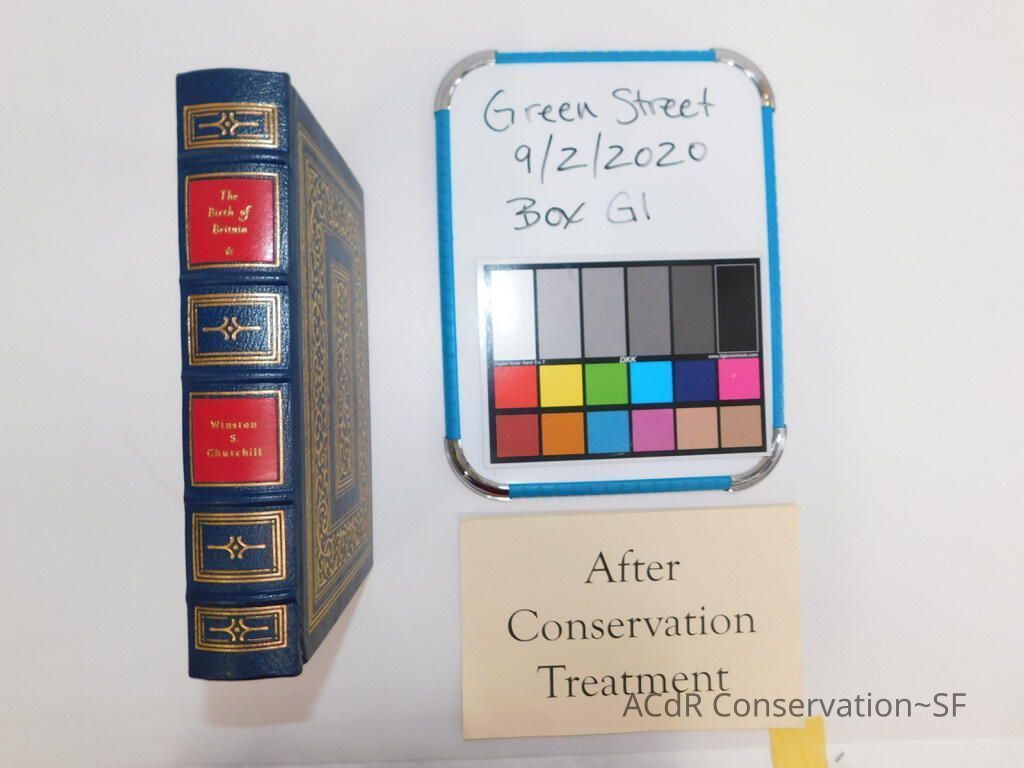 The
Birth of
Britain
Winston
S.
Churchill
Green Street
9/2/2020
Box G1
DKK
After
Conservation
Treatment
ACdR Conservation~SF